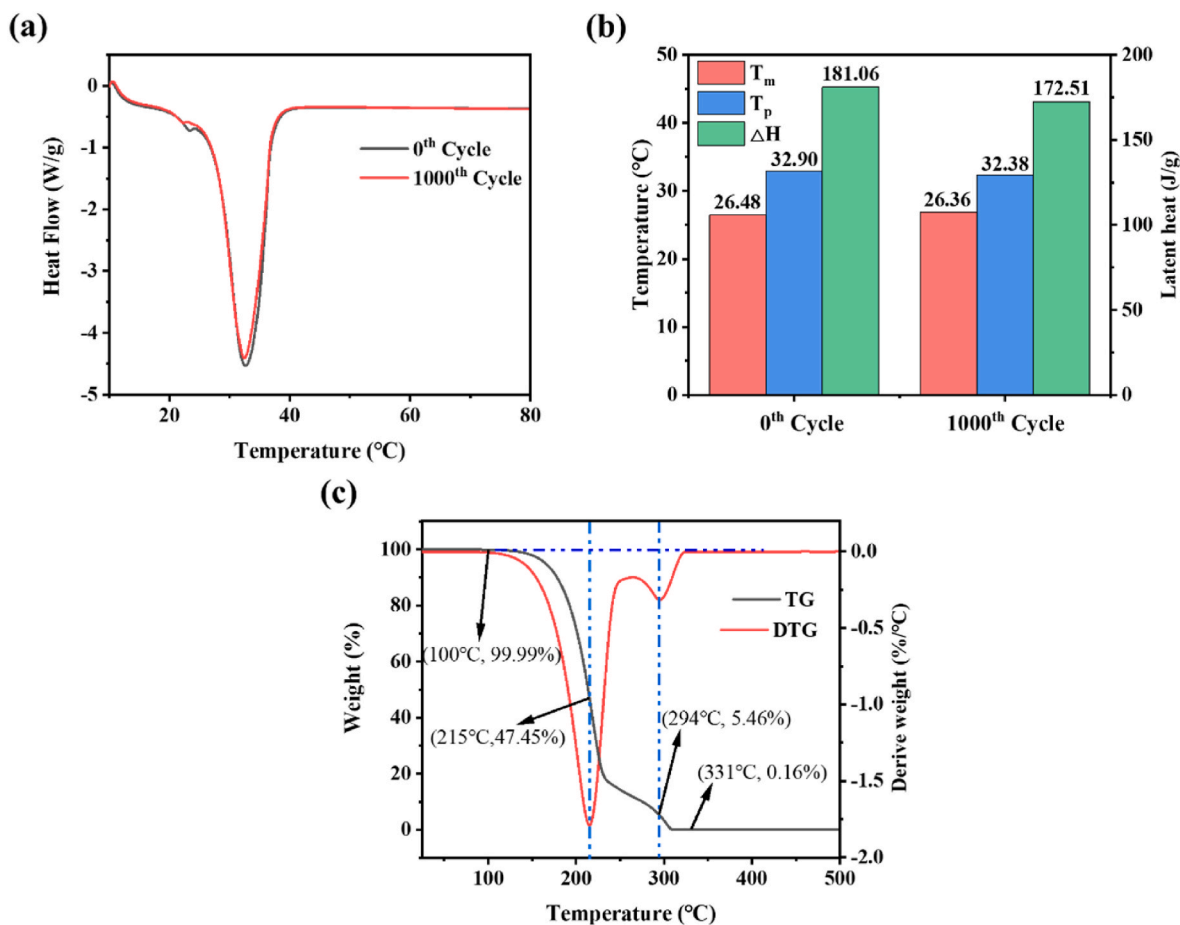 (a)
0
-1
-2
-3
-4
-5
Heat Flow (W/g)
0th Cycle
1000th Cycle
20
40
60
80
Temperature (℃)
(b)
50
40
30
20
10
0
Temperature (℃)
Tm
Tp
△H
26.48
32.90
181.06
26.36
32.38
172.51
200
150
100
50
0
Latent heat (J/g)
0th Cycle
1000th Cycle
(c)
100
80
60
40
20
0
Weight (%)
TG
DTG
(100℃, 99.99%)
(215℃,47.45%)
(294℃, 5.46%)
(331℃, 0.16%)
0.0
-0.5
-1.0
-1.5
-2.0
Derive weight (%/℃)
100
200
300
400
500
Temperature (℃)